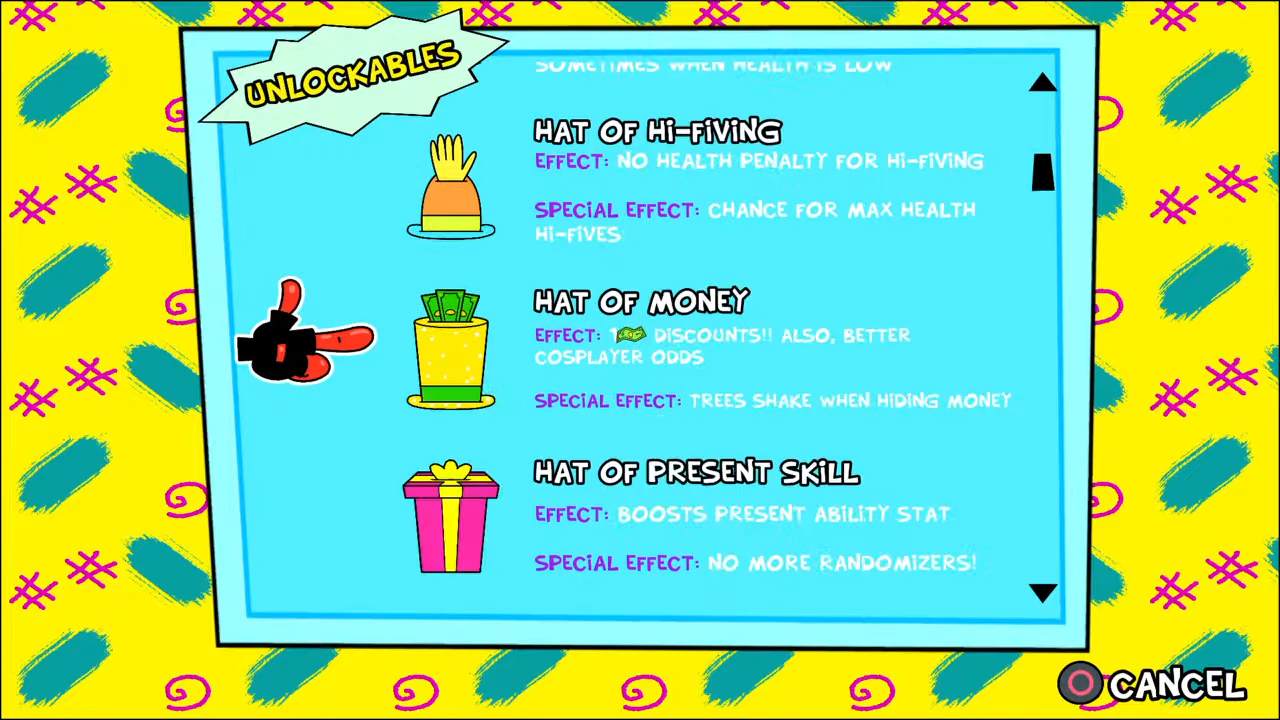 UNLOCKABLES
SOMETIMES WHEN HEALTH IS LOW
HAT OF Hi-FiViNG
EFFECT: NO HEALTH PENALTY FOR Hi-FiViNG
SPECiAL EFFECT: CHANCE FOR MAX HEALTH
Hi-FiVES
HAT OF MONEY
EFFECT: 1 DiSCOUNTS!! ALSO, BETTER
COSPLAYER ODDS
SPECiAL EFFECT: TREES SHAKE WHEN HiDiNG MONEY
HAT OF PRESENT SKiLL
EFFECT: BOOSTS PRESENT ABiLiTY STAT
SPECiAL EFFECT: NO MORE RANDOMiZERS!
CANCEL